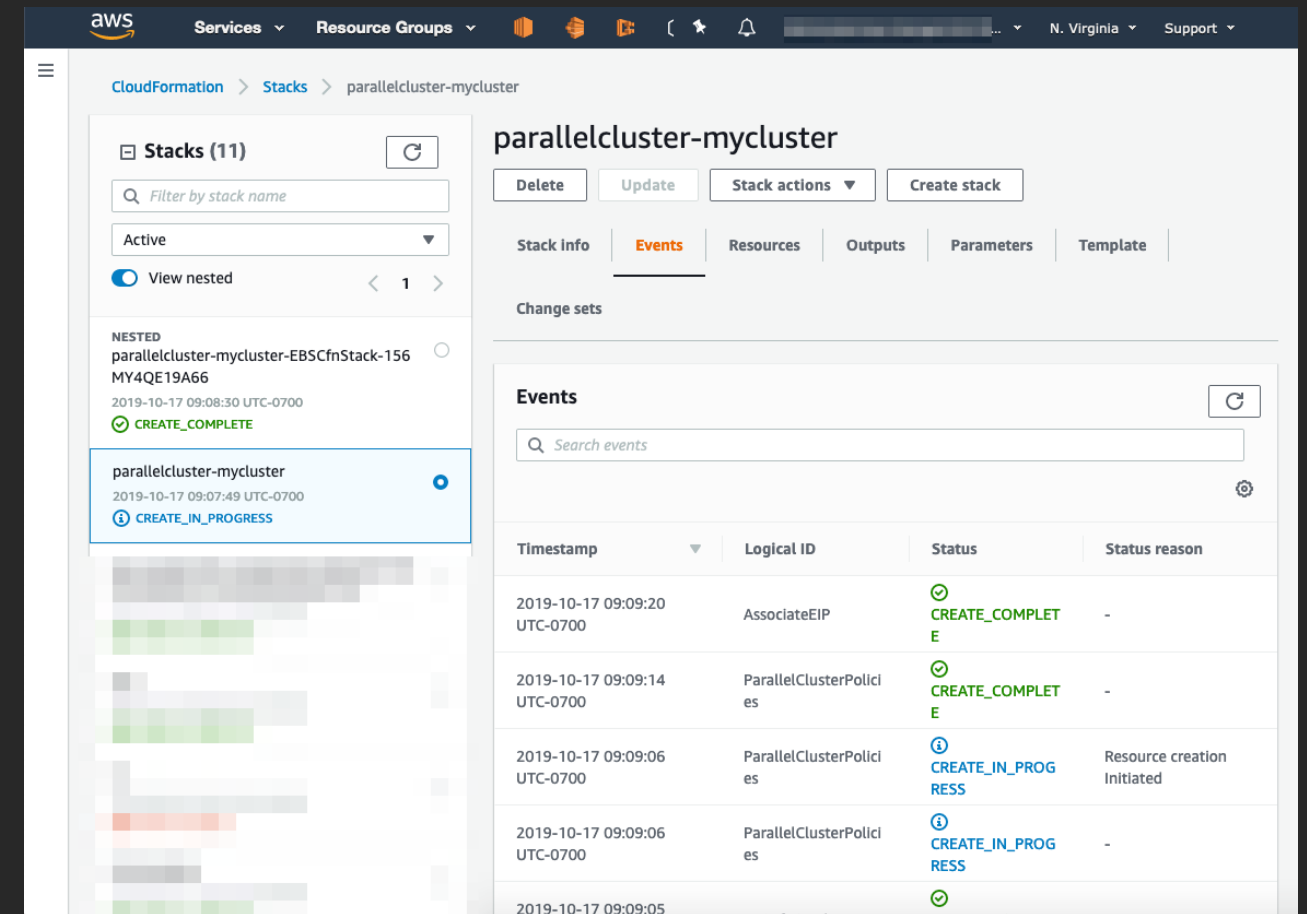 aws
Services
Resource Groups
...
N. Virginia
Support
CloudFormation
Stacks
parallelcluster-mycluster
Stacks (11)
Filter by stack name
Active
View nested
1
NESTED
parallelcluster-mycluster-EBSCfnStack-156
MY4QE19A66
2019-10-17 09:08:30 UTC-0700
CREATE_COMPLETE
parallelcluster-mycluster
2019-10-17 09:07:49 UTC-0700
CREATE_IN_PROGRESS
parallelcluster-mycluster
Delete
Update
Stack actions
Create stack
Stack info
Events
Resources
Outputs
Parameters
Template
Change sets
Events
Search events
Timestamp
Logical ID
Status
Status reason
2019-10-17 09:09:20
UTC-0700
AssociateEIP
CREATE_COMPLET
E
-
2019-10-17 09:09:14
UTC-0700
ParallelClusterPolici
es
CREATE_COMPLET
E
-
2019-10-17 09:09:06
UTC-0700
ParallelClusterPolici
es
CREATE_IN_PROG
RESS
Resource creation
Initiated
2019-10-17 09:09:06
UTC-0700
ParallelClusterPolici
es
CREATE_IN_PROG
RESS
-
2019-10-17 09:09:05